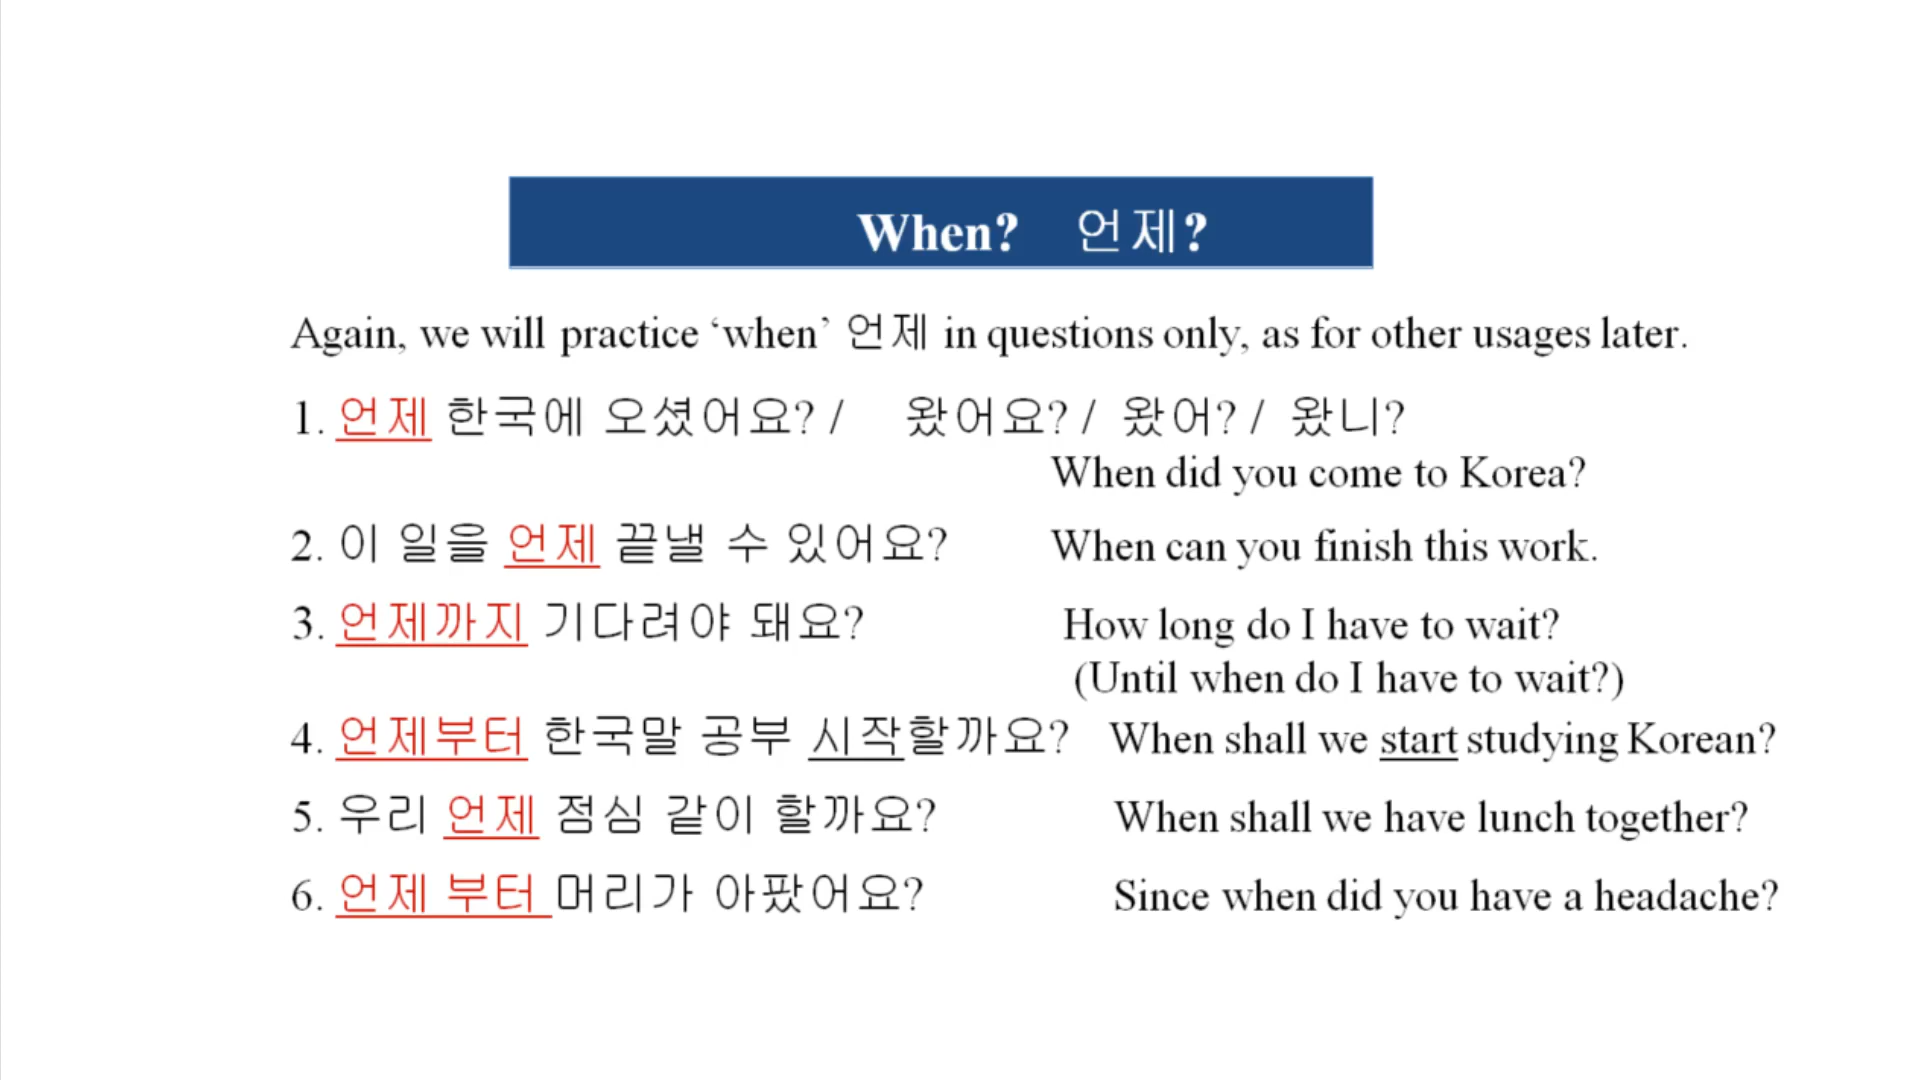 When? 언제?
Again, we will practice ‘when’ 언제 in questions only, as for other usages later.
1. 언제 한국에 오셨어요? / 왔어요? / 왔어? / 왔니?
When did you come to Korea?
2. 이 일을 언제 끝낼 수 있어요? When can you finish this work.
3. 언제까지 기다려야 돼요? How long do I have to wait?
(Until when do I have to wait?)
4. 언제부터 한국말 공부 시작할까요? When shall we start studying Korean?
5. 우리 언제 점심 같이 할까요? When shall we have lunch together?
6. 언제 부터 머리가 아팠어요? Since when did you have a headache?